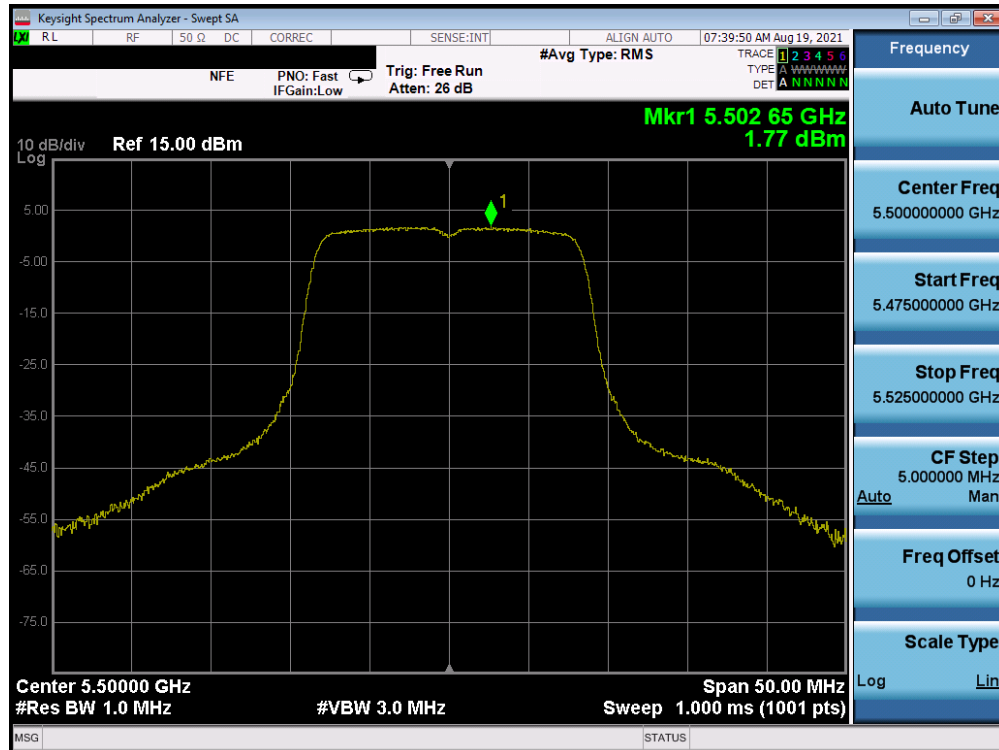 Keysight Spectrum Analyzer - Swept SA
LXI RL RF 50 Ω DC CORREC SENSE:INT ALIGN AUTO 07:39:50 AM Aug 19, 2021
NFE PNO: Fast Trig: Free Run #Avg Type: RMS TRACE 1 2 3 4 5 6
IFGain:Low Atten: 26 dB TYPE A WWWWW
DET A N N N N N
Mkr1 5.502 65 GHz
1.77 dBm
10 dB/div Ref 15.00 dBm
Log
1
5.00
-5.00
-15.0
-25.0
-35.0
-45.0
-55.0
-65.0
-75.0
Center 5.50000 GHz Span 50.00 MHz
#Res BW 1.0 MHz #VBW 3.0 MHz Sweep 1.000 ms (1001 pts)
MSG STATUS
Frequency
Auto Tune
Center Freq
5.500000000 GHz
Start Freq
5.475000000 GHz
Stop Freq
5.525000000 GHz
CF Step
5.000000 MHz
Auto Man
Freq Offset
0 Hz
Scale Type
Log Lin